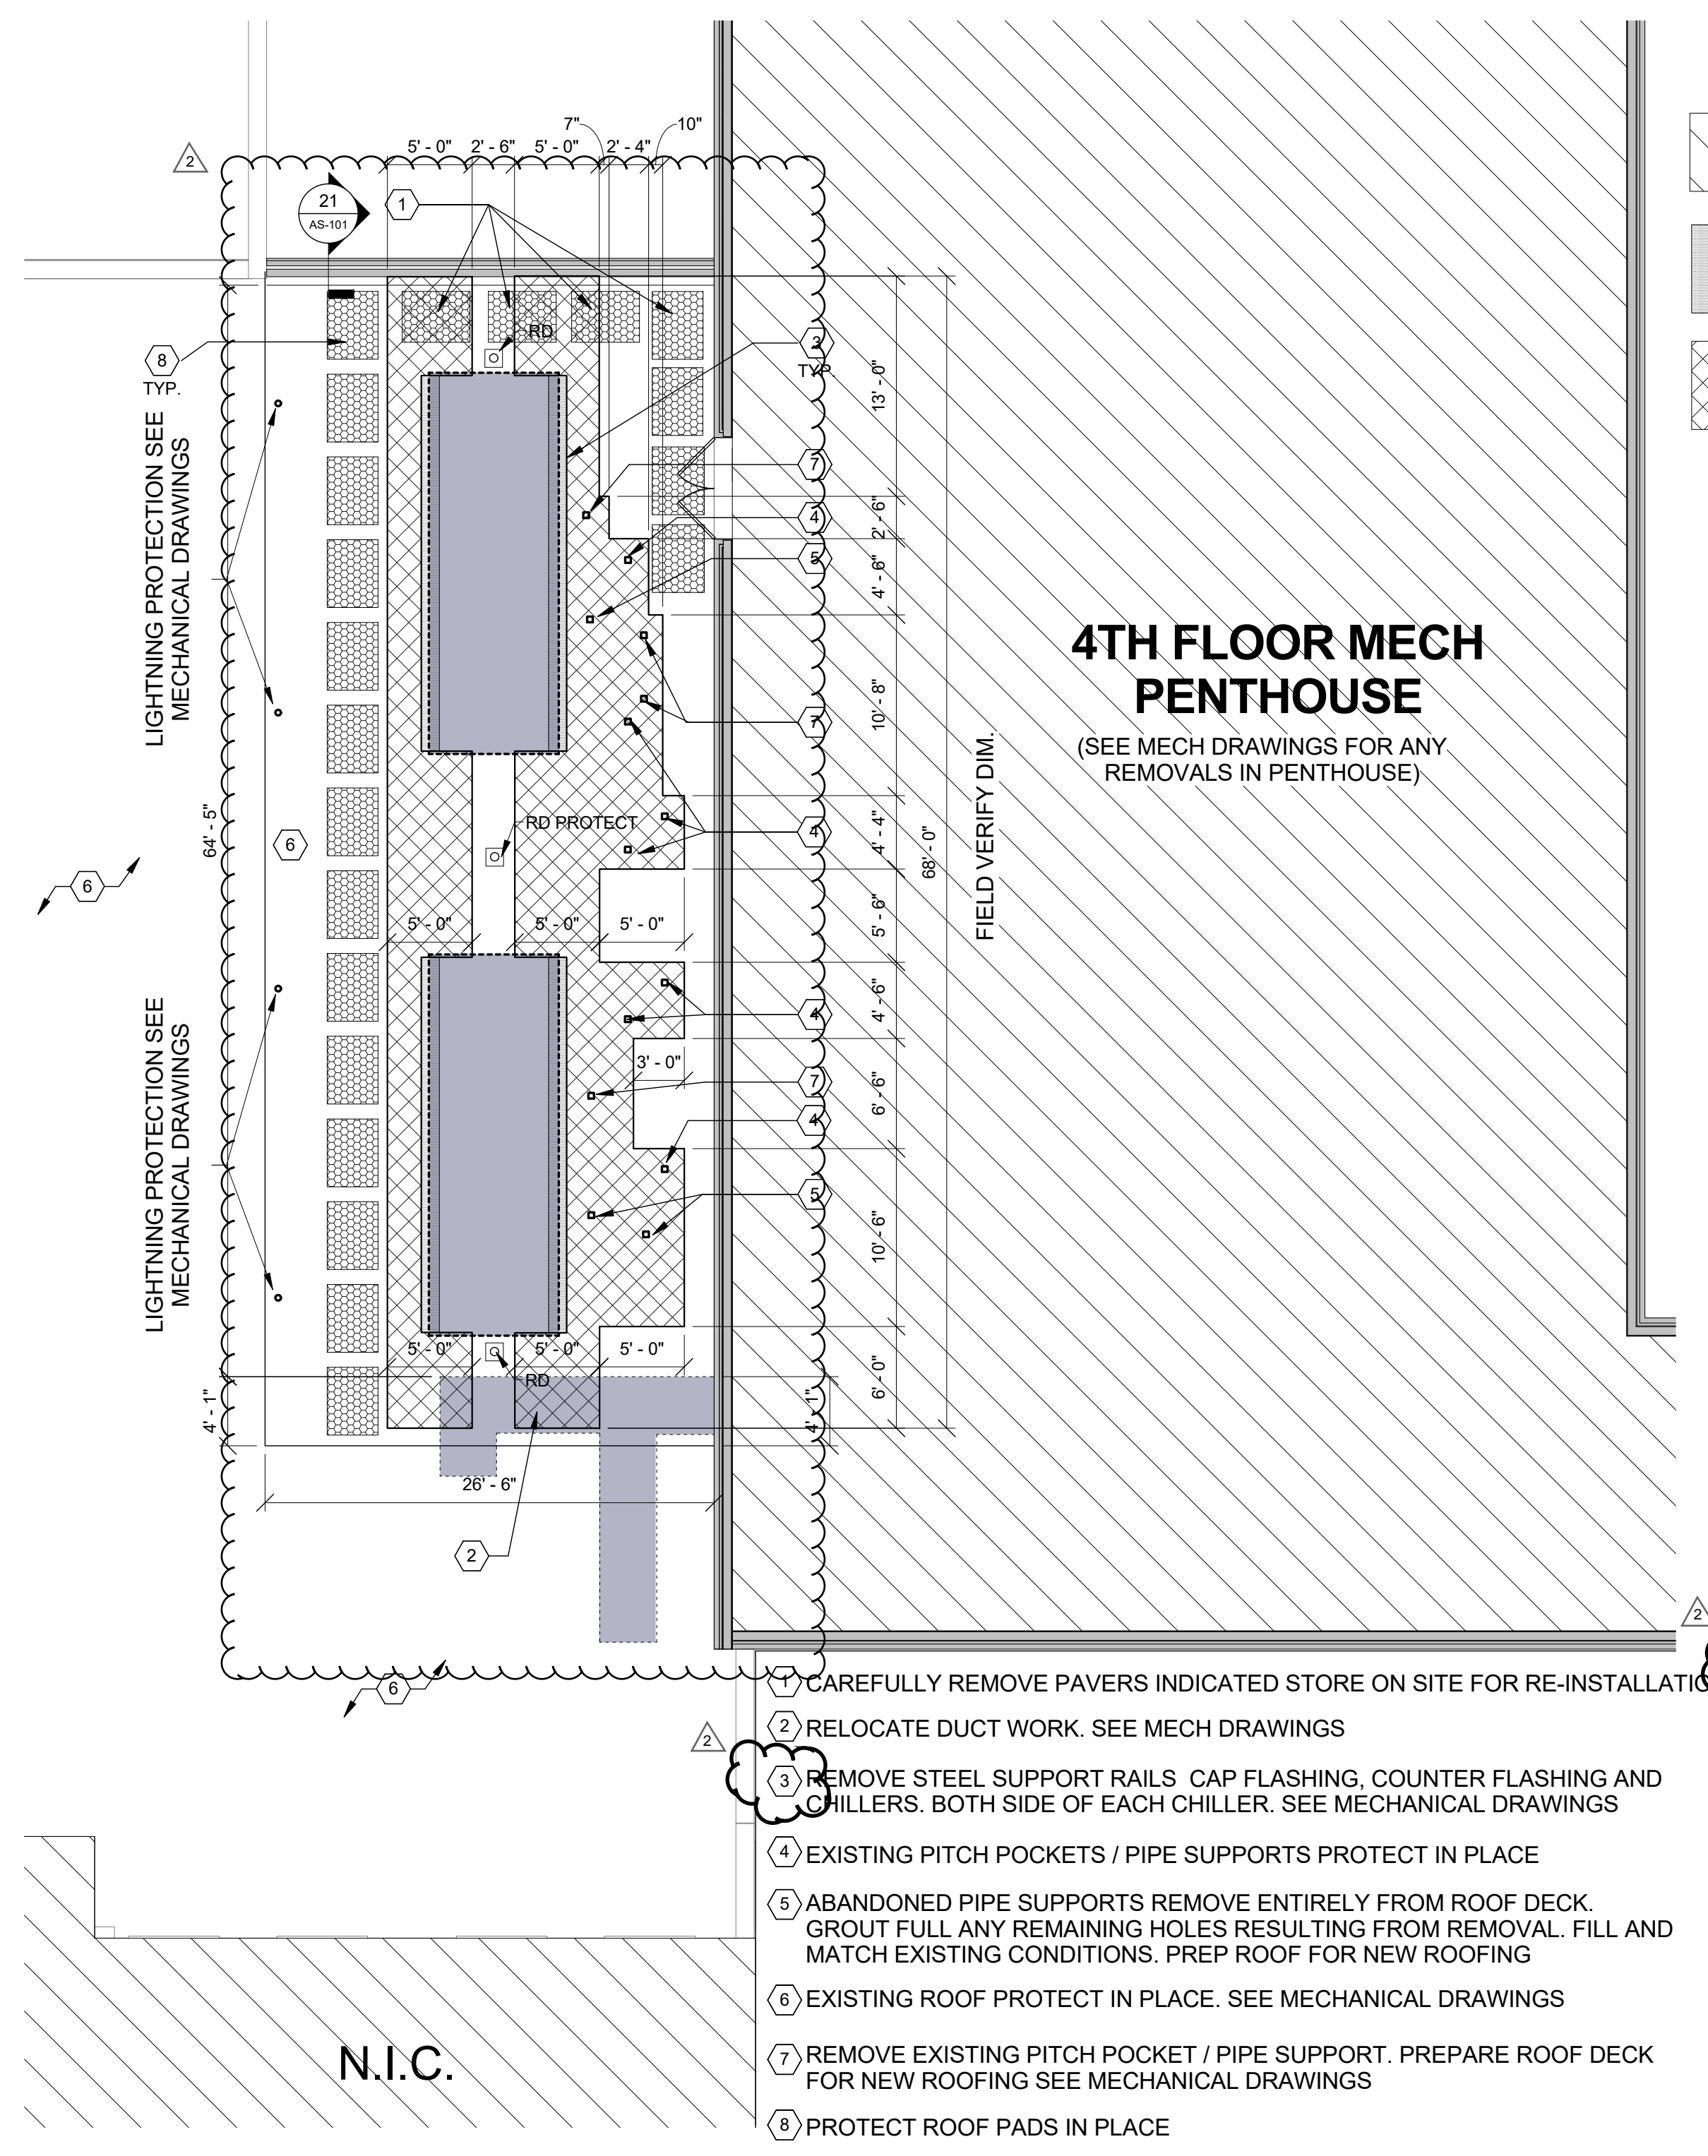 7"
10"
5' - 0"
2' - 6"
5' - 0"
2' - 4"
2
21
AS-101
1
RD
3
TYP.
8
TYP.
13' - 0"
LIGHTNING PROTECTION SEE
MECHANICAL DRAWINGS
7
4
2' - 6"
5
4' - 6"
4TH FLOOR MECH
PENTHOUSE
(SEE MECH DRAWINGS FOR ANY
REMOVALS IN PENTHOUSE)
10' - 8"
7
FIELD VERIFY DIM.
64' - 5"
6
6
RD PROTECT
4
4' - 4"
68' - 0"
5' - 0"
5' - 0"
5' - 0"
5' - 6"
LIGHTNING PROTECTION SEE
MECHANICAL DRAWINGS
4
4' - 6"
3' - 0"
7
6' - 6"
4
5
10' - 6"
5' - 0"
5' - 0"
5' - 0"
RD
6' - 0"
4' - 1"
4' - 1"
26' - 6"
2
2
6
1 CAREFULLY REMOVE PAVERS INDICATED STORE ON SITE FOR RE-INSTALLATIO
2 RELOCATE DUCT WORK. SEE MECH DRAWINGS
2
3 REMOVE STEEL SUPPORT RAILS CAP FLASHING, COUNTER FLASHING AND
CHILLERS. BOTH SIDE OF EACH CHILLER. SEE MECHANICAL DRAWINGS
4 EXISTING PITCH POCKETS / PIPE SUPPORTS PROTECT IN PLACE
5 ABANDONED PIPE SUPPORTS REMOVE ENTIRELY FROM ROOF DECK.
GROUT FULL ANY REMAINING HOLES RESULTING FROM REMOVAL. FILL AND
MATCH EXISTING CONDITIONS. PREP ROOF FOR NEW ROOFING
6 EXISTING ROOF PROTECT IN PLACE. SEE MECHANICAL DRAWINGS
7 REMOVE EXISTING PITCH POCKET / PIPE SUPPORT. PREPARE ROOF DECK
FOR NEW ROOFING SEE MECHANICAL DRAWINGS
8 PROTECT ROOF PADS IN PLACE
N.I.C.